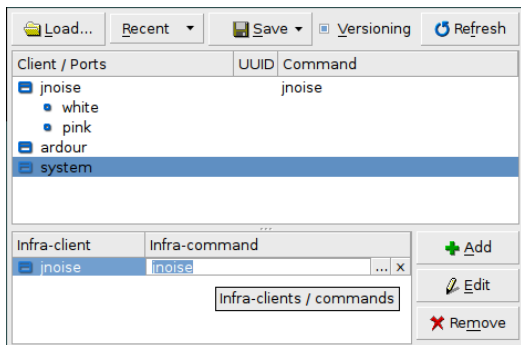 Load... Recent Save Versioning Refresh
Client / Ports UUID Command
jnoise jnoise
white
pink
ardour
system
Infra-client Infra-command
jnoise jnoise ... x
Infra-clients / commands
Add
Edit
Remove